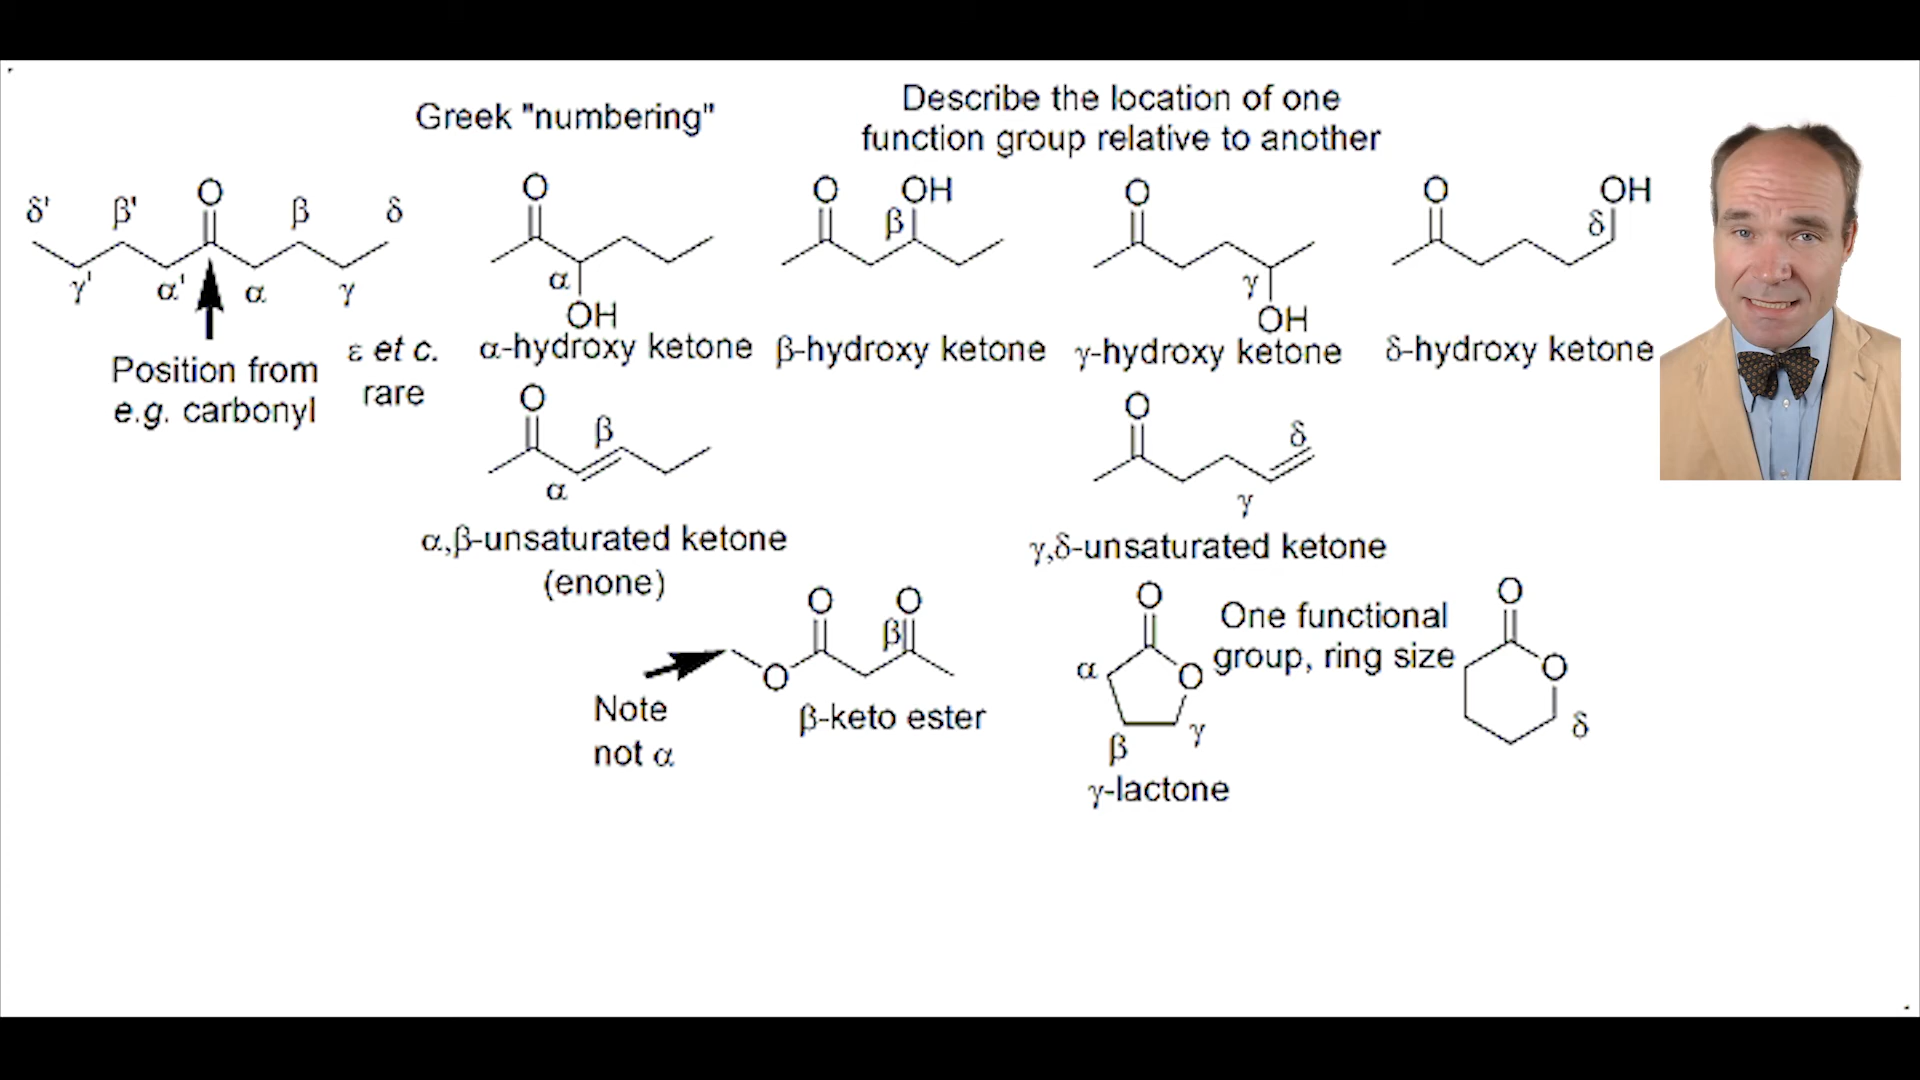 Greek "numbering"
Describe the location of one
function group relative to another
δ' β' O β δ
γ' α' α γ
Position from
e.g. carbonyl
ε et c.
rare
O
α
OH
α-hydroxy ketone
O OH
β
β-hydroxy ketone
O
γ
OH
γ-hydroxy ketone
O OH
δ
δ-hydroxy ketone
O
β
α
α,β-unsaturated ketone
(enone)
O
δ
γ
γ,δ-unsaturated ketone
O O
β
O
Note
not α
β-keto ester
O
α O
β γ
γ-lactone
One functional
group, ring size
O
O
δ